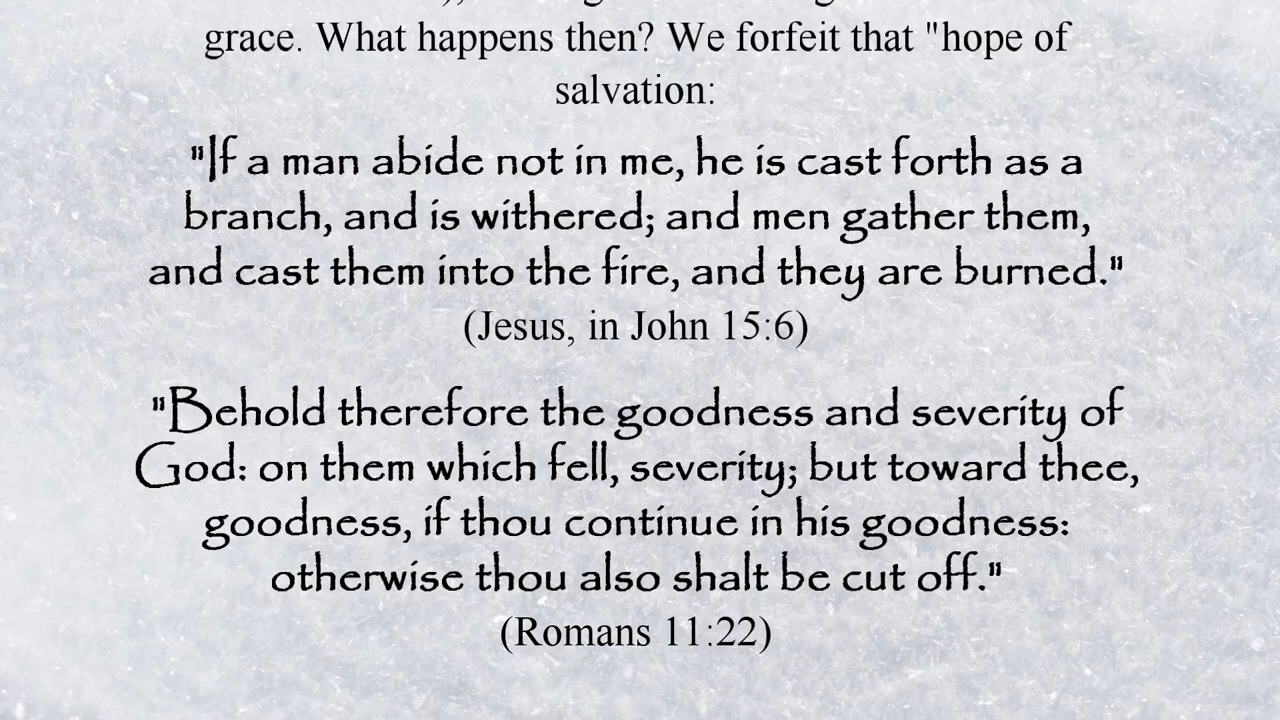 grace. What happens then? We forfeit that "hope of
salvation:
"If a man abide not in me, he is cast forth as a
branch, and is withered; and men gather them,
and cast them into the fire, and they are burned."
(Jesus, in John 15:6)
"Behold therefore the goodness and severity of
God: on them which fell, severity; but toward thee,
goodness, if thou continue in his goodness:
otherwise thou also shalt be cut off."
(Romans 11:22)